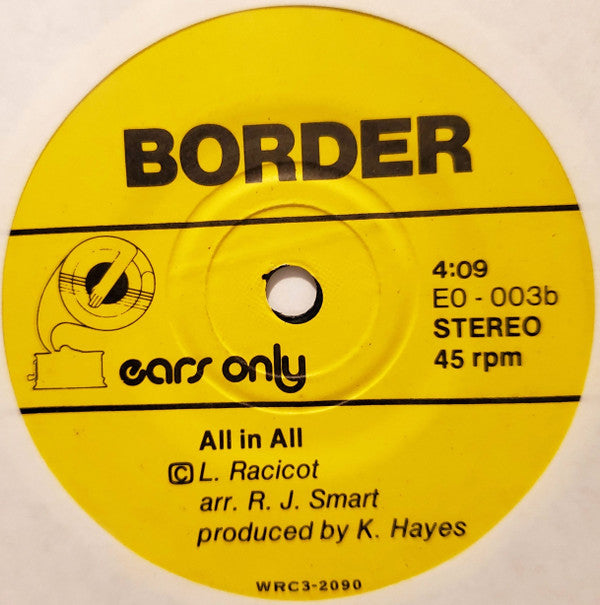 BORDER
4:09
EO - 003b
STEREO
45 rpm
ears only
All in All
© L. Racicot
arr. R. J. Smart
produced by K. Hayes
WRC3-2090